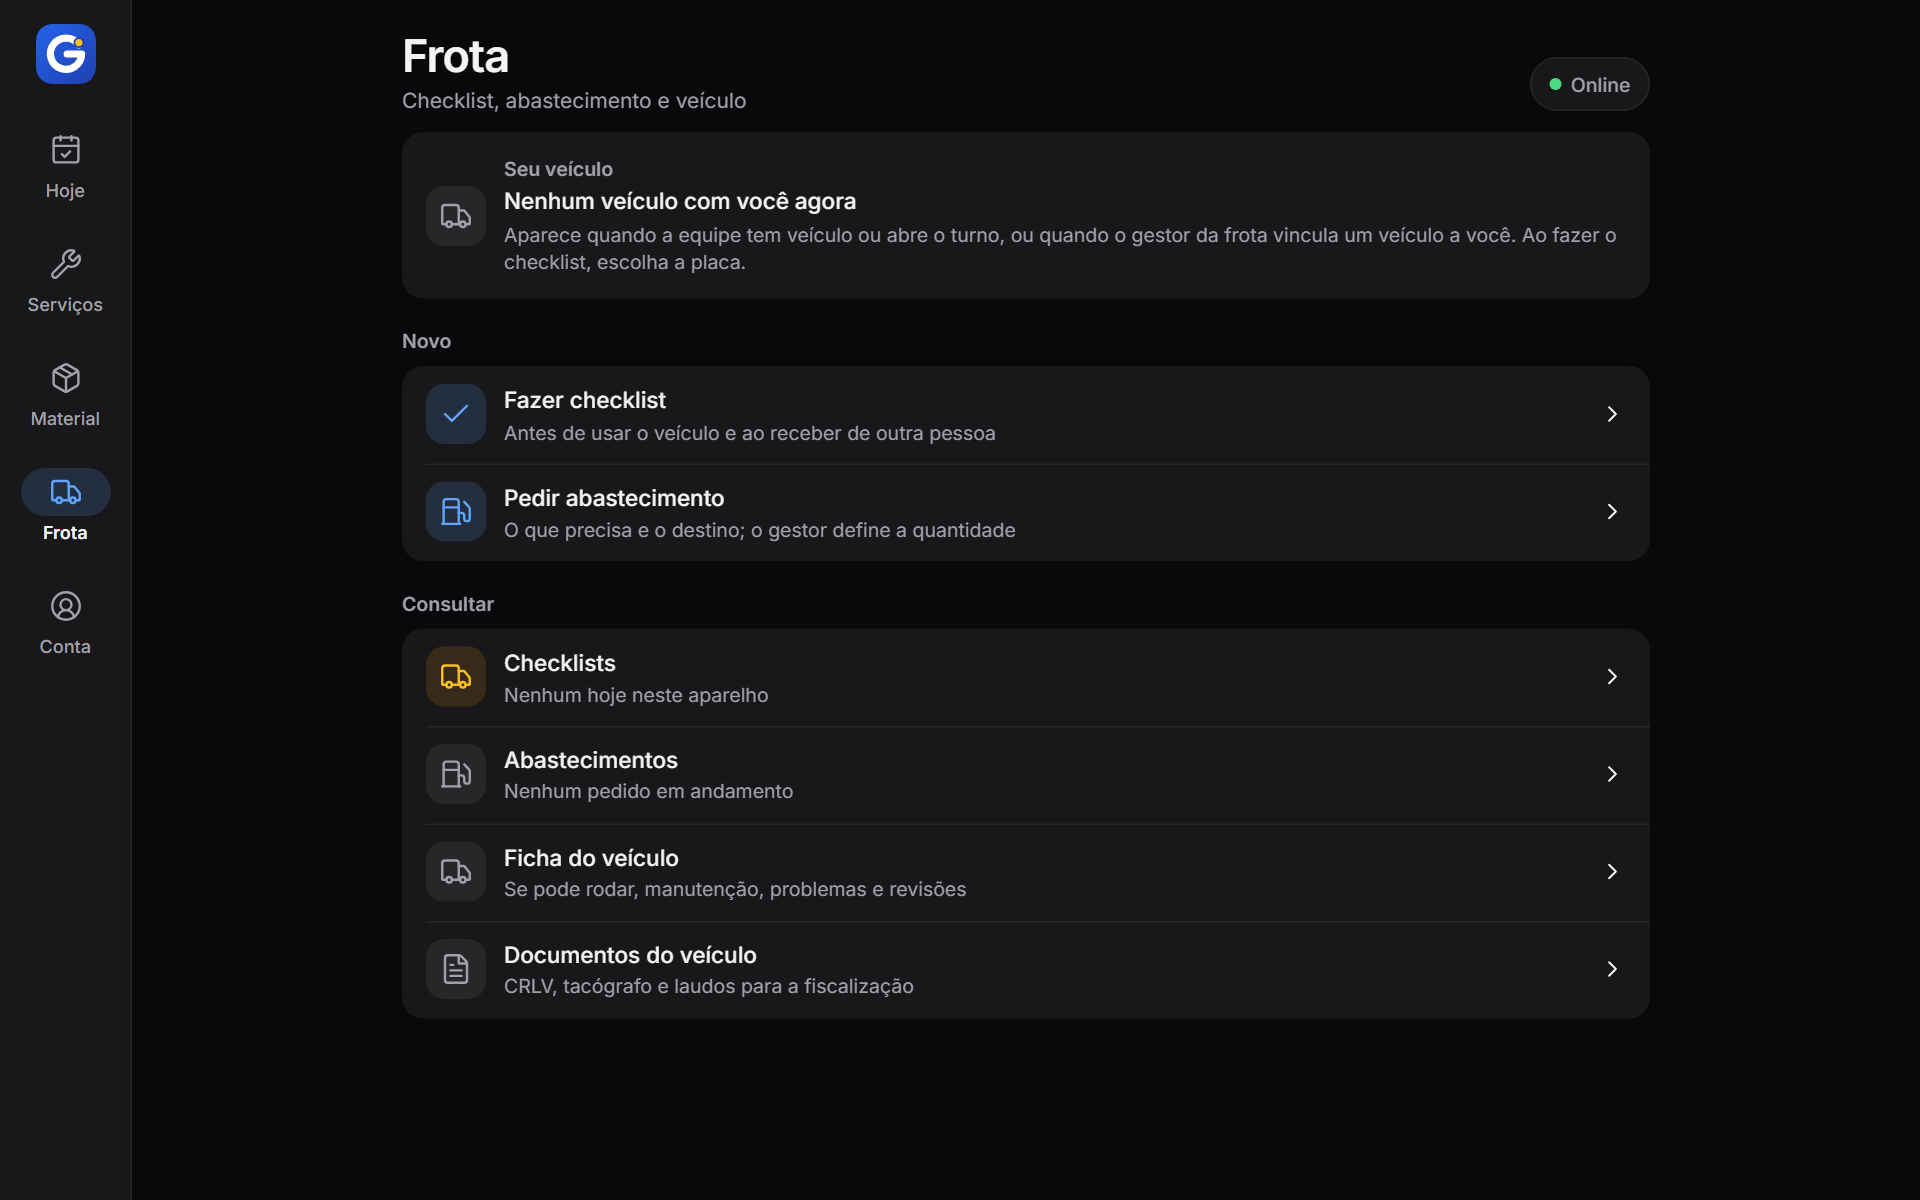 G
Hoje
Serviços
Material
Frota
Conta
Frota
Checklist, abastecimento e veículo
Online
Seu veículo
Nenhum veículo com você agora
Aparece quando a equipe tem veículo ou abre o turno, ou quando o gestor da frota vincula um veículo a você. Ao fazer o
checklist, escolha a placa.
Novo
Fazer checklist
Antes de usar o veículo e ao receber de outra pessoa
Pedir abastecimento
O que precisa e o destino; o gestor define a quantidade
Consultar
Checklists
Nenhum hoje neste aparelho
Abastecimentos
Nenhum pedido em andamento
Ficha do veículo
Se pode rodar, manutenção, problemas e revisões
Documentos do veículo
CRLV, tacógrafo e laudos para a fiscalização